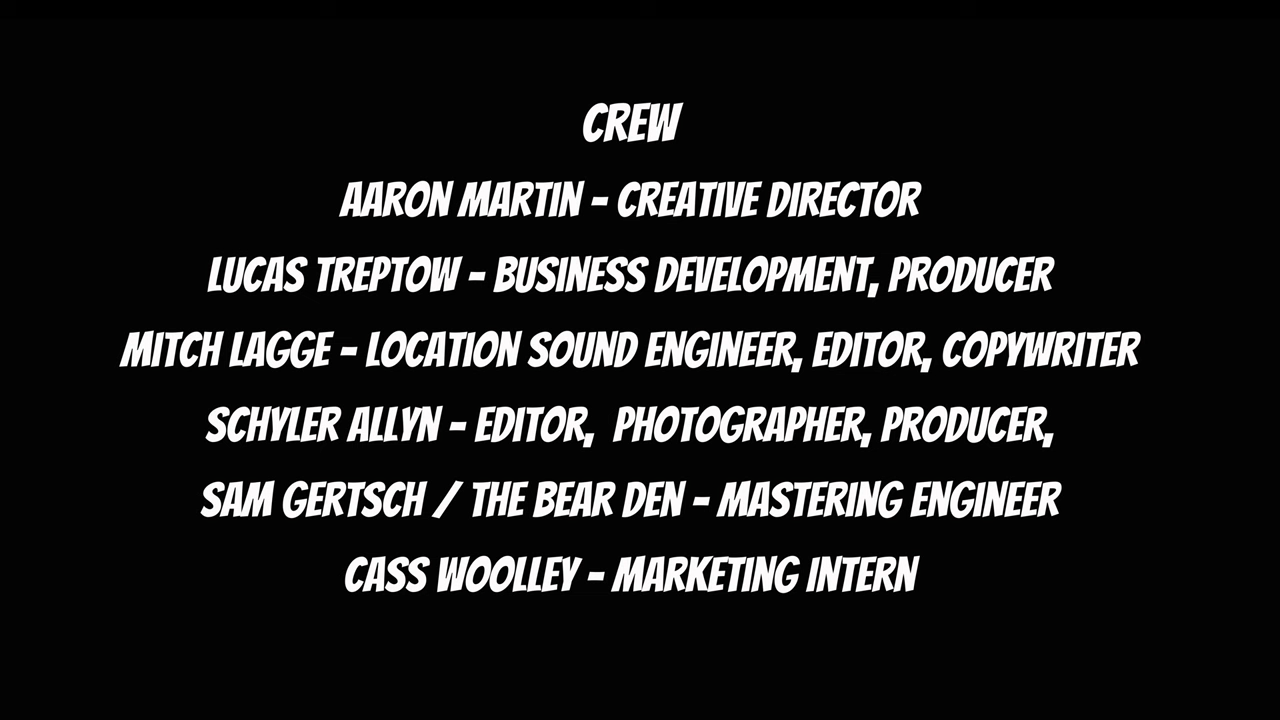 CREW
AARON MARTIN - CREATIVE DIRECTOR
LUCAS TREPTOW - BUSINESS DEVELOPMENT, PRODUCER
MITCH LAGGE - LOCATION SOUND ENGINEER, EDITOR, COPYWRITER
SCHYLER ALLYN - EDITOR,  PHOTOGRAPHER, PRODUCER,
SAM GERTSCH / THE BEAR DEN - MASTERING ENGINEER
CASS WOOLLEY - MARKETING INTERN